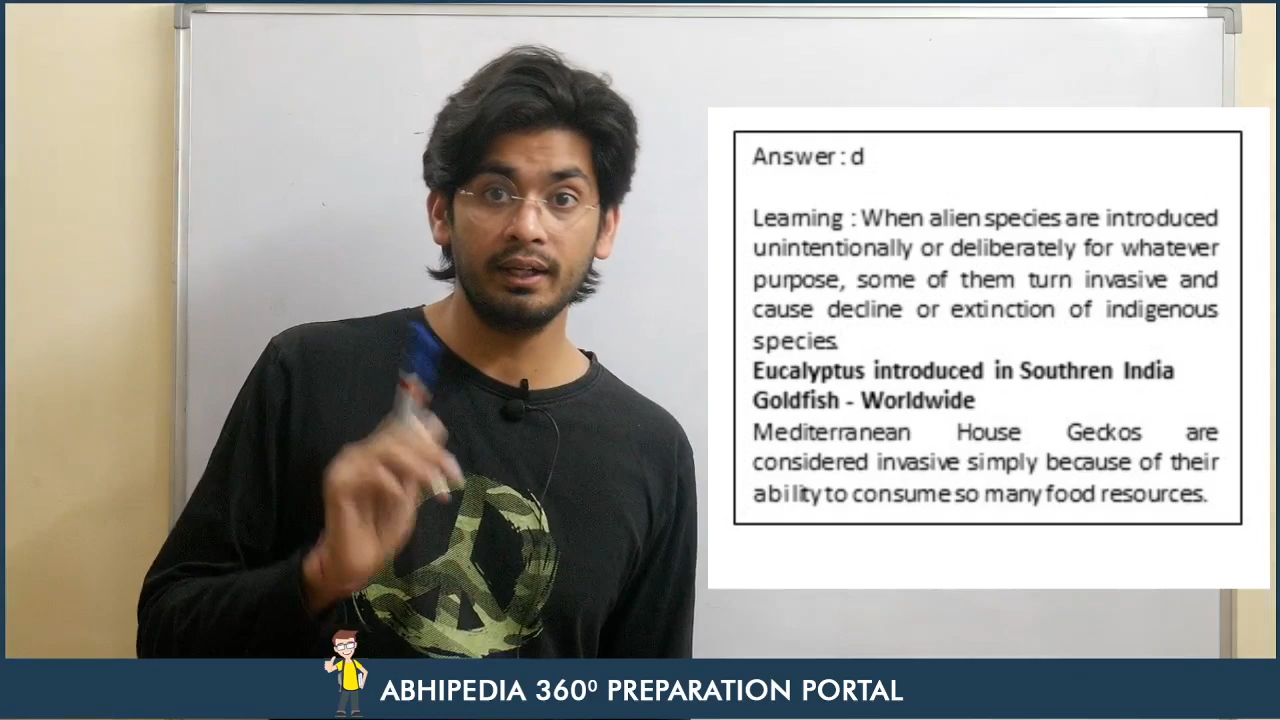 Answer : d
Learning : When alien species are introduced
unintentionally or deliberately for whatever
purpose, some of them turn invasive and
cause decline or extinction of indigenous
species.
Eucalyptus introduced in Southren India
Goldfish - Worldwide
Mediterranean House Geckos are
considered invasive simply because of their
ability to consume so many food resources.
ABHIPEDIA 360⁰ PREPARATION PORTAL